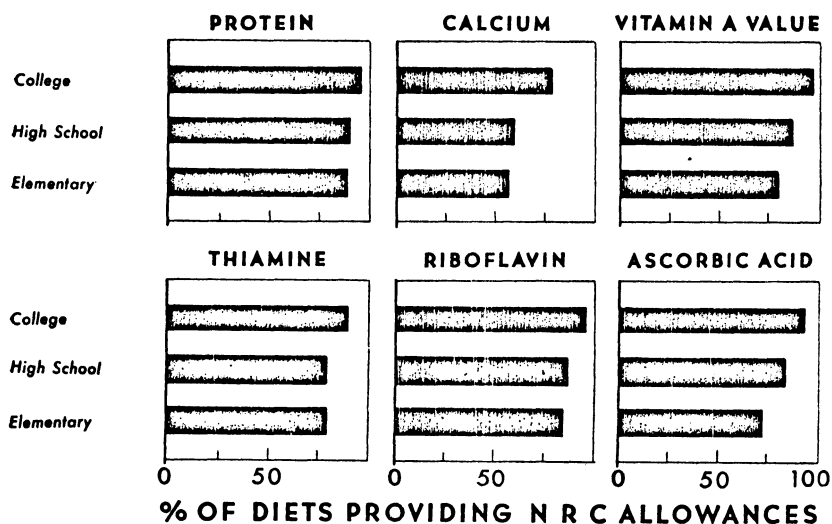 PROTEIN CALCIUM VITAMIN A VALUE
College
High School
Elementary
THIAMINE RIBOFLAVIN ASCORBIC ACID
College
High School
Elementary
0 50 0 50 0 50 100
% OF DIETS PROVIDING N R C ALLOWANCES